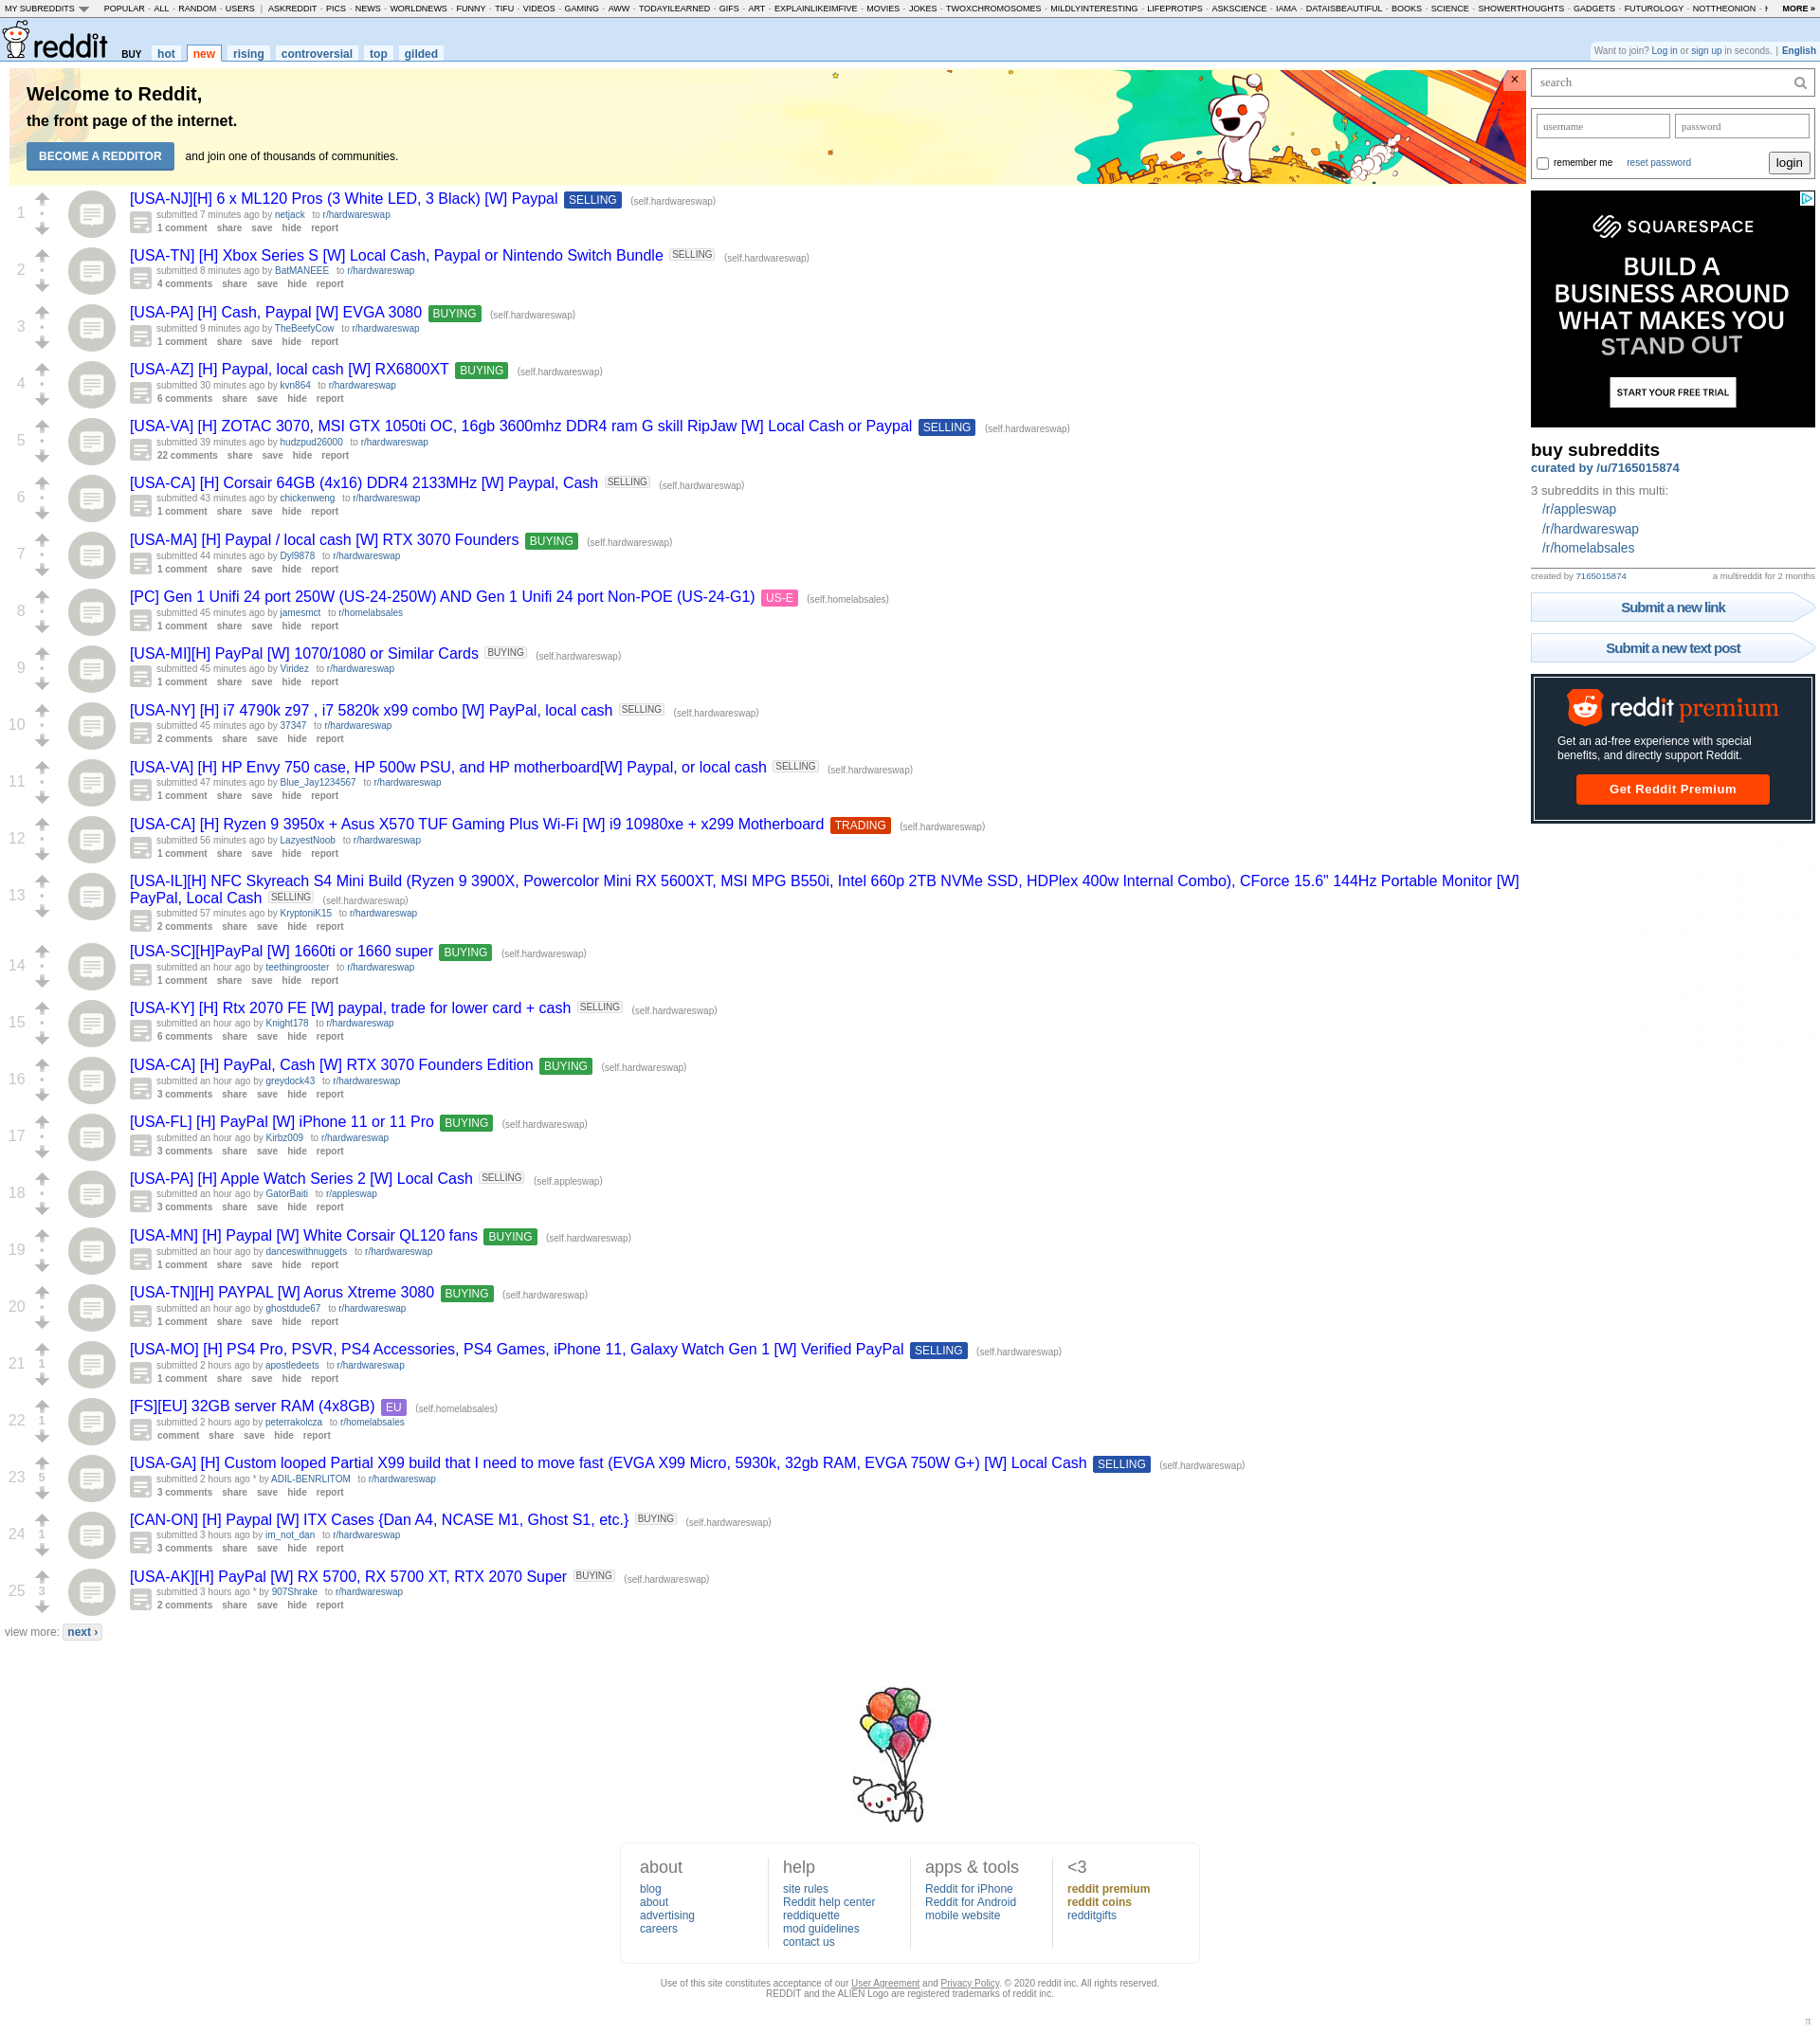 MY SUBREDDITS POPULAR - ALL - RANDOM - USERS | ASKREDDIT - PICS - NEWS - WORLDNEWS - FUNNY - TIFU - VIDEOS - GAMING - AWW - TODAYILEARNED - GIFS - ART - EXPLAINLIKEIMFIVE - MOVIES - JOKES - TWOXCHROMOSOMES - MILDLYINTERESTING - LIFEPROTIPS - ASKSCIENCE - IAMA - DATAISBEAUTIFUL - BOOKS - SCIENCE - SHOWERTHOUGHTS - GADGETS - FUTUROLOGY - NOTTHEONION - MORE »
reddit BUY hot new rising controversial top gilded
Want to join? Log in or sign up in seconds. | English
Welcome to Reddit,
the front page of the internet.
BECOME A REDDITOR and join one of thousands of communities.
×
1
[USA-NJ][H] 6 x ML120 Pros (3 White LED, 3 Black) [W] Paypal SELLING (self.hardwareswap)
submitted 7 minutes ago by netjack to r/hardwareswap
1 comment share save hide report
2
[USA-TN] [H] Xbox Series S [W] Local Cash, Paypal or Nintendo Switch Bundle SELLING (self.hardwareswap)
submitted 8 minutes ago by BatMANEEE to r/hardwareswap
4 comments share save hide report
3
[USA-PA] [H] Cash, Paypal [W] EVGA 3080 BUYING (self.hardwareswap)
submitted 9 minutes ago by TheBeefyCow to r/hardwareswap
1 comment share save hide report
4
[USA-AZ] [H] Paypal, local cash [W] RX6800XT BUYING (self.hardwareswap)
submitted 30 minutes ago by kvn864 to r/hardwareswap
6 comments share save hide report
5
[USA-VA] [H] ZOTAC 3070, MSI GTX 1050ti OC, 16gb 3600mhz DDR4 ram G skill RipJaw [W] Local Cash or Paypal SELLING (self.hardwareswap)
submitted 39 minutes ago by hudzpud26000 to r/hardwareswap
22 comments share save hide report
6
[USA-CA] [H] Corsair 64GB (4x16) DDR4 2133MHz [W] Paypal, Cash SELLING (self.hardwareswap)
submitted 43 minutes ago by chickenweng to r/hardwareswap
1 comment share save hide report
7
[USA-MA] [H] Paypal / local cash [W] RTX 3070 Founders BUYING (self.hardwareswap)
submitted 44 minutes ago by Dyl9878 to r/hardwareswap
1 comment share save hide report
8
[PC] Gen 1 Unifi 24 port 250W (US-24-250W) AND Gen 1 Unifi 24 port Non-POE (US-24-G1) US-E (self.homelabsales)
submitted 45 minutes ago by jamesmct to r/homelabsales
1 comment share save hide report
9
[USA-MI][H] PayPal [W] 1070/1080 or Similar Cards BUYING (self.hardwareswap)
submitted 45 minutes ago by Viridez to r/hardwareswap
1 comment share save hide report
10
[USA-NY] [H] i7 4790k z97 , i7 5820k x99 combo [W] PayPal, local cash SELLING (self.hardwareswap)
submitted 45 minutes ago by 37347 to r/hardwareswap
2 comments share save hide report
11
[USA-VA] [H] HP Envy 750 case, HP 500w PSU, and HP motherboard[W] Paypal, or local cash SELLING (self.hardwareswap)
submitted 47 minutes ago by Blue_Jay1234567 to r/hardwareswap
1 comment share save hide report
12
[USA-CA] [H] Ryzen 9 3950x + Asus X570 TUF Gaming Plus Wi-Fi [W] i9 10980xe + x299 Motherboard TRADING (self.hardwareswap)
submitted 56 minutes ago by LazyestNoob to r/hardwareswap
1 comment share save hide report
13
[USA-IL][H] NFC Skyreach S4 Mini Build (Ryzen 9 3900X, Powercolor Mini RX 5600XT, MSI MPG B550i, Intel 660p 2TB NVMe SSD, HDPlex 400w Internal Combo), CForce 15.6" 144Hz Portable Monitor [W]
PayPal, Local Cash SELLING (self.hardwareswap)
submitted 57 minutes ago by KryptoniK15 to r/hardwareswap
2 comments share save hide report
14
[USA-SC][H]PayPal [W] 1660ti or 1660 super BUYING (self.hardwareswap)
submitted an hour ago by teethingrooster to r/hardwareswap
1 comment share save hide report
15
[USA-KY] [H] Rtx 2070 FE [W] paypal, trade for lower card + cash SELLING (self.hardwareswap)
submitted an hour ago by Knight178 to r/hardwareswap
6 comments share save hide report
16
[USA-CA] [H] PayPal, Cash [W] RTX 3070 Founders Edition BUYING (self.hardwareswap)
submitted an hour ago by greydock43 to r/hardwareswap
3 comments share save hide report
17
[USA-FL] [H] PayPal [W] iPhone 11 or 11 Pro BUYING (self.hardwareswap)
submitted an hour ago by Kirbz009 to r/hardwareswap
3 comments share save hide report
18
[USA-PA] [H] Apple Watch Series 2 [W] Local Cash SELLING (self.appleswap)
submitted an hour ago by GatorBaiti to r/appleswap
3 comments share save hide report
19
[USA-MN] [H] Paypal [W] White Corsair QL120 fans BUYING (self.hardwareswap)
submitted an hour ago by danceswithnuggets to r/hardwareswap
1 comment share save hide report
20
[USA-TN][H] PAYPAL [W] Aorus Xtreme 3080 BUYING (self.hardwareswap)
submitted an hour ago by ghostdude67 to r/hardwareswap
1 comment share save hide report
21 1
[USA-MO] [H] PS4 Pro, PSVR, PS4 Accessories, PS4 Games, iPhone 11, Galaxy Watch Gen 1 [W] Verified PayPal SELLING (self.hardwareswap)
submitted 2 hours ago by apostledeets to r/hardwareswap
1 comment share save hide report
22 1
[FS][EU] 32GB server RAM (4x8GB) EU (self.homelabsales)
submitted 2 hours ago by peterrakolcza to r/homelabsales
comment share save hide report
23 5
[USA-GA] [H] Custom looped Partial X99 build that I need to move fast (EVGA X99 Micro, 5930k, 32gb RAM, EVGA 750W G+) [W] Local Cash SELLING (self.hardwareswap)
submitted 2 hours ago * by ADIL-BENRLITOM to r/hardwareswap
3 comments share save hide report
24 1
[CAN-ON] [H] Paypal [W] ITX Cases {Dan A4, NCASE M1, Ghost S1, etc.} BUYING (self.hardwareswap)
submitted 3 hours ago by im_not_dan to r/hardwareswap
3 comments share save hide report
25 3
[USA-AK][H] PayPal [W] RX 5700, RX 5700 XT, RTX 2070 Super BUYING (self.hardwareswap)
submitted 3 hours ago * by 907Shrake to r/hardwareswap
2 comments share save hide report
view more: next ›
search
username password
remember me reset password login
SQUARESPACE
BUILD A
BUSINESS AROUND
WHAT MAKES YOU
STAND OUT
START YOUR FREE TRIAL
buy subreddits
curated by /u/7165015874
3 subreddits in this multi:
/r/appleswap
/r/hardwareswap
/r/homelabsales
created by 7165015874 a multireddit for 2 months
Submit a new link
Submit a new text post
reddit premium
Get an ad-free experience with special
benefits, and directly support Reddit.
Get Reddit Premium
about
blog
about
advertising
careers
help
site rules
Reddit help center
reddiquette
mod guidelines
contact us
apps & tools
Reddit for iPhone
Reddit for Android
mobile website
<3
reddit premium
reddit coins
redditgifts
Use of this site constitutes acceptance of our User Agreement and Privacy Policy. © 2020 reddit inc. All rights reserved.
REDDIT and the ALIEN Logo are registered trademarks of reddit inc.
π